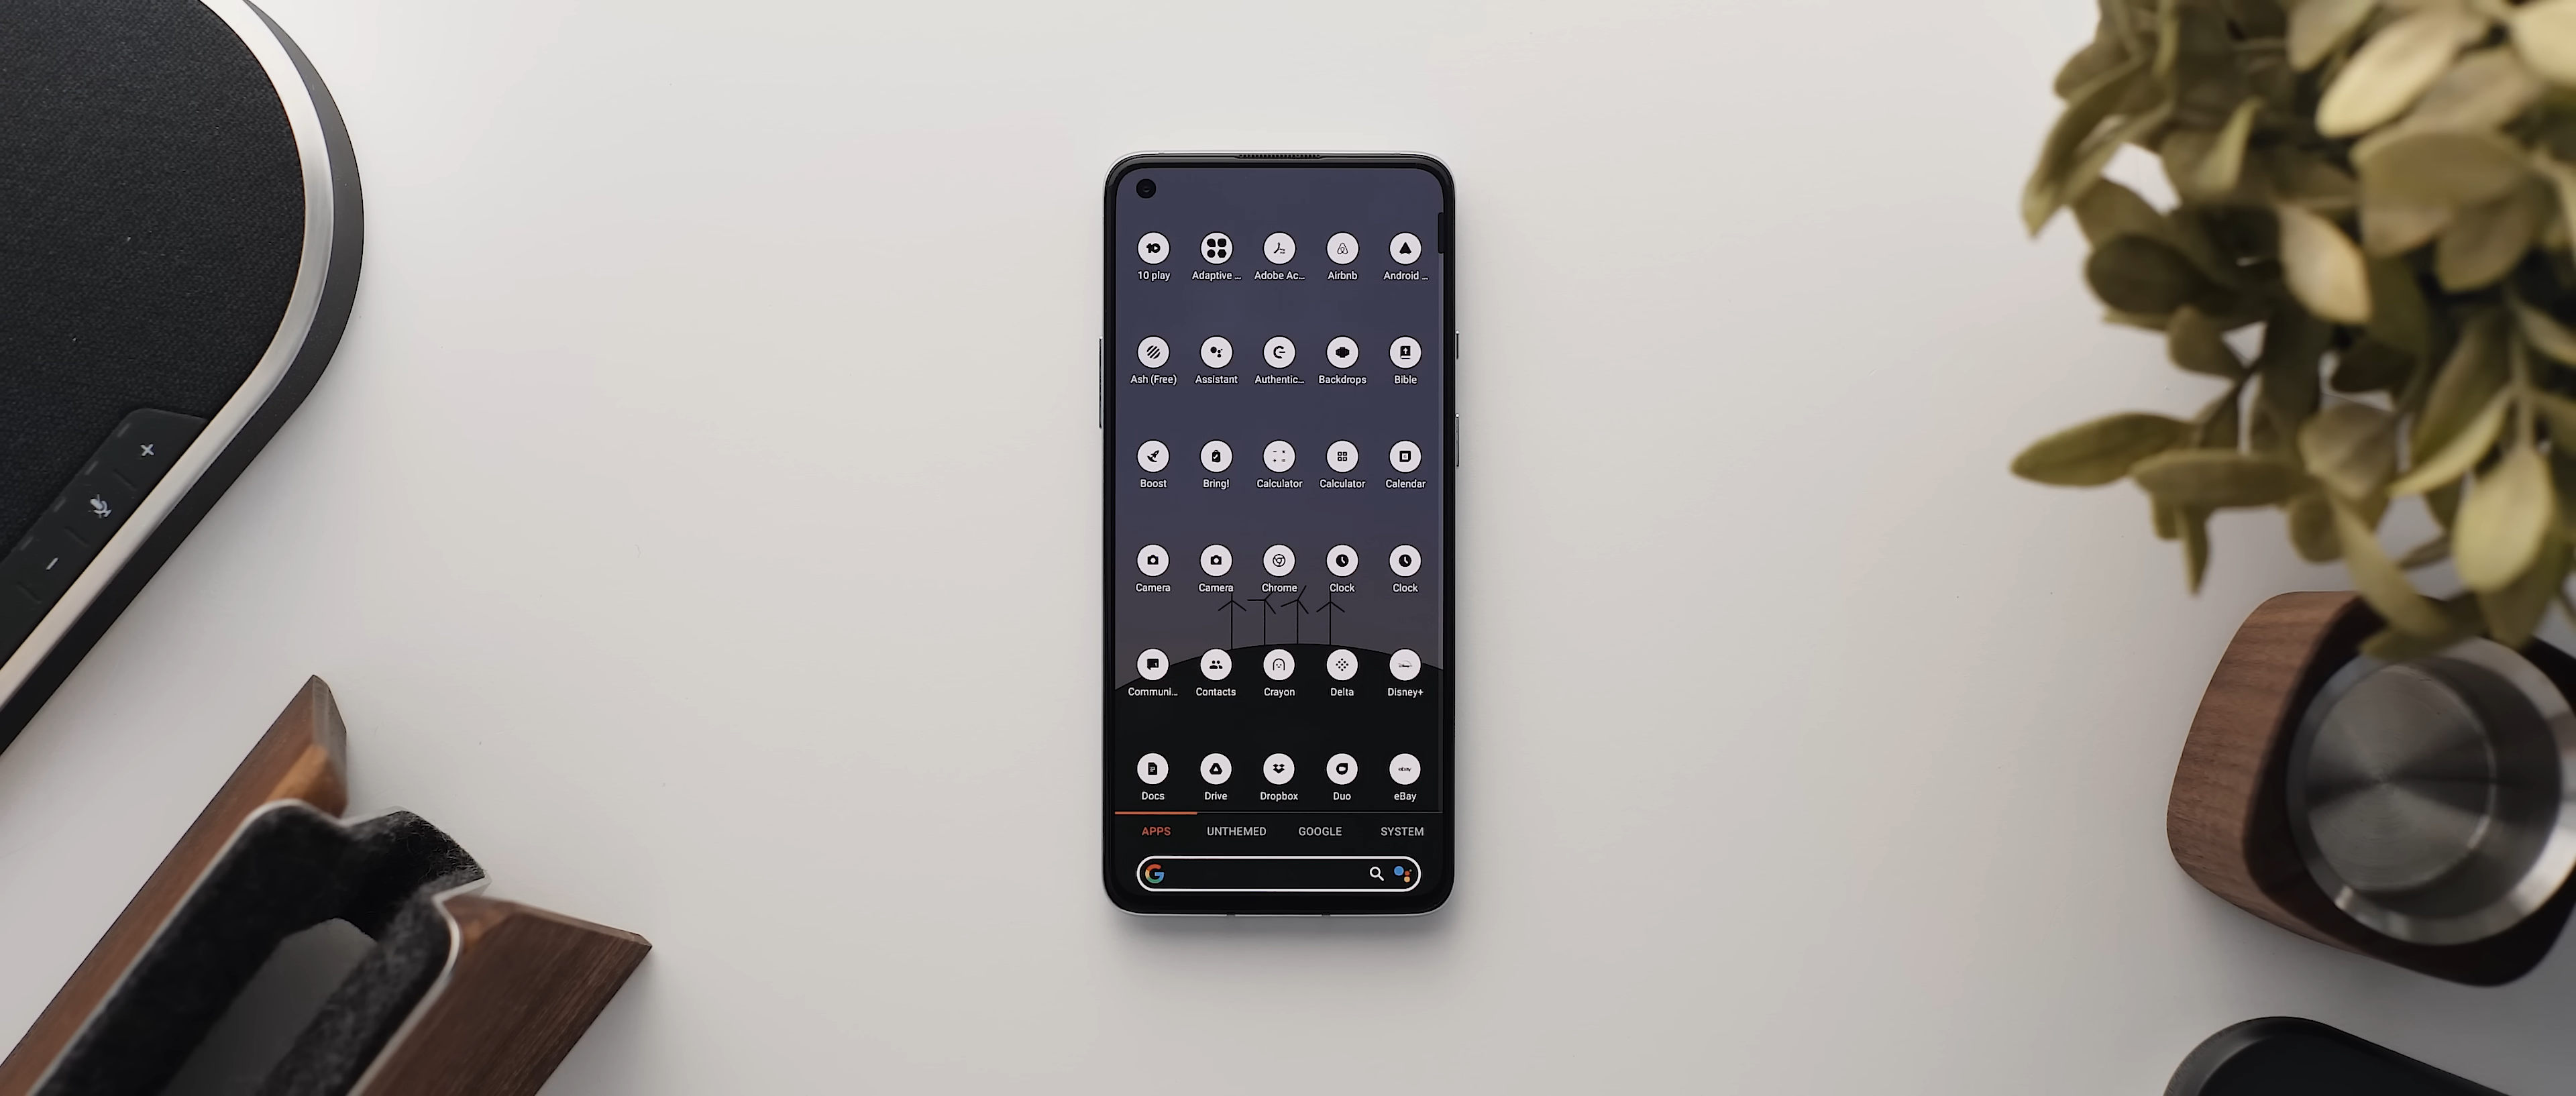 10 play Adaptive ... Adobe Ac... Airbnb Android ...
Ash (Free) Assistant Authentic... Backdrops Bible
Boost Bring! Calculator Calculator Calendar
Camera Camera Chrome Clock Clock
Communi... Contacts Crayon Delta Disney+
Docs Drive Dropbox Duo eBay
APPS UNTHEMED GOOGLE SYSTEM